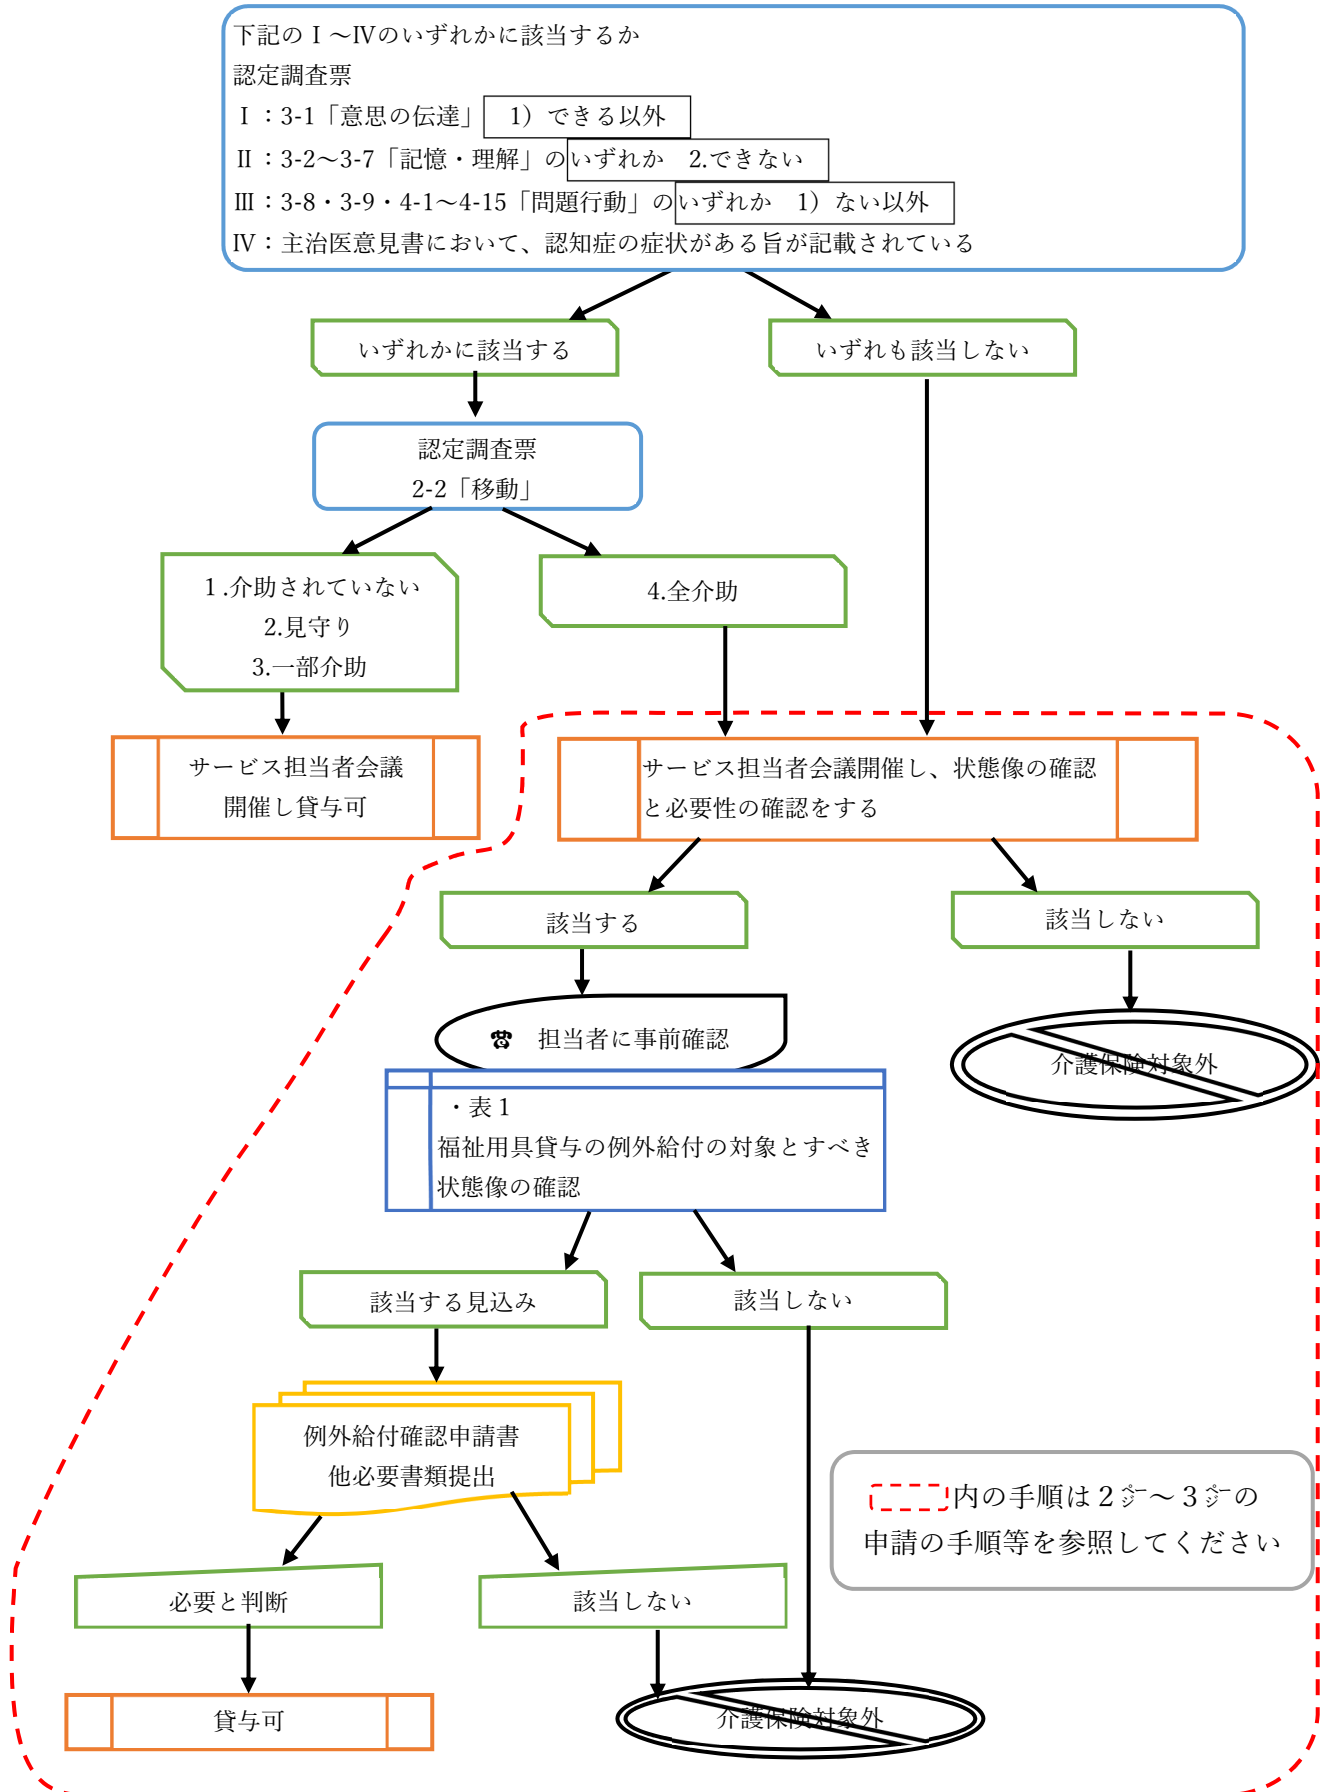 下記のⅠ～Ⅳのいずれかに該当するか
認定調査票
Ⅰ：3-1「意思の伝達」 1）できる以外
Ⅱ：3-2～3-7「記憶・理解」のいずれか 2.できない
Ⅲ：3-8・3-9・4-1～4-15「問題行動」のいずれか 1）ない以外
Ⅳ：主治医意見書において、認知症の症状がある旨が記載されている
いずれかに該当する
いずれも該当しない
認定調査票
2-2「移動」
１.介助されていない
2.見守り
3.一部介助
4.全介助
サービス担当者会議
開催し貸与可
サービス担当者会議開催し、状態像の確認
と必要性の確認をする
該当する
該当しない
☎ 担当者に事前確認
介護保険対象外
・表１
福祉用具貸与の例外給付の対象とすべき
状態像の確認
該当する見込み
該当しない
例外給付確認申請書
他必要書類提出
内の手順は２㌻～３㌻の
申請の手順等を参照してください
必要と判断
該当しない
貸与可
介護保険対象外